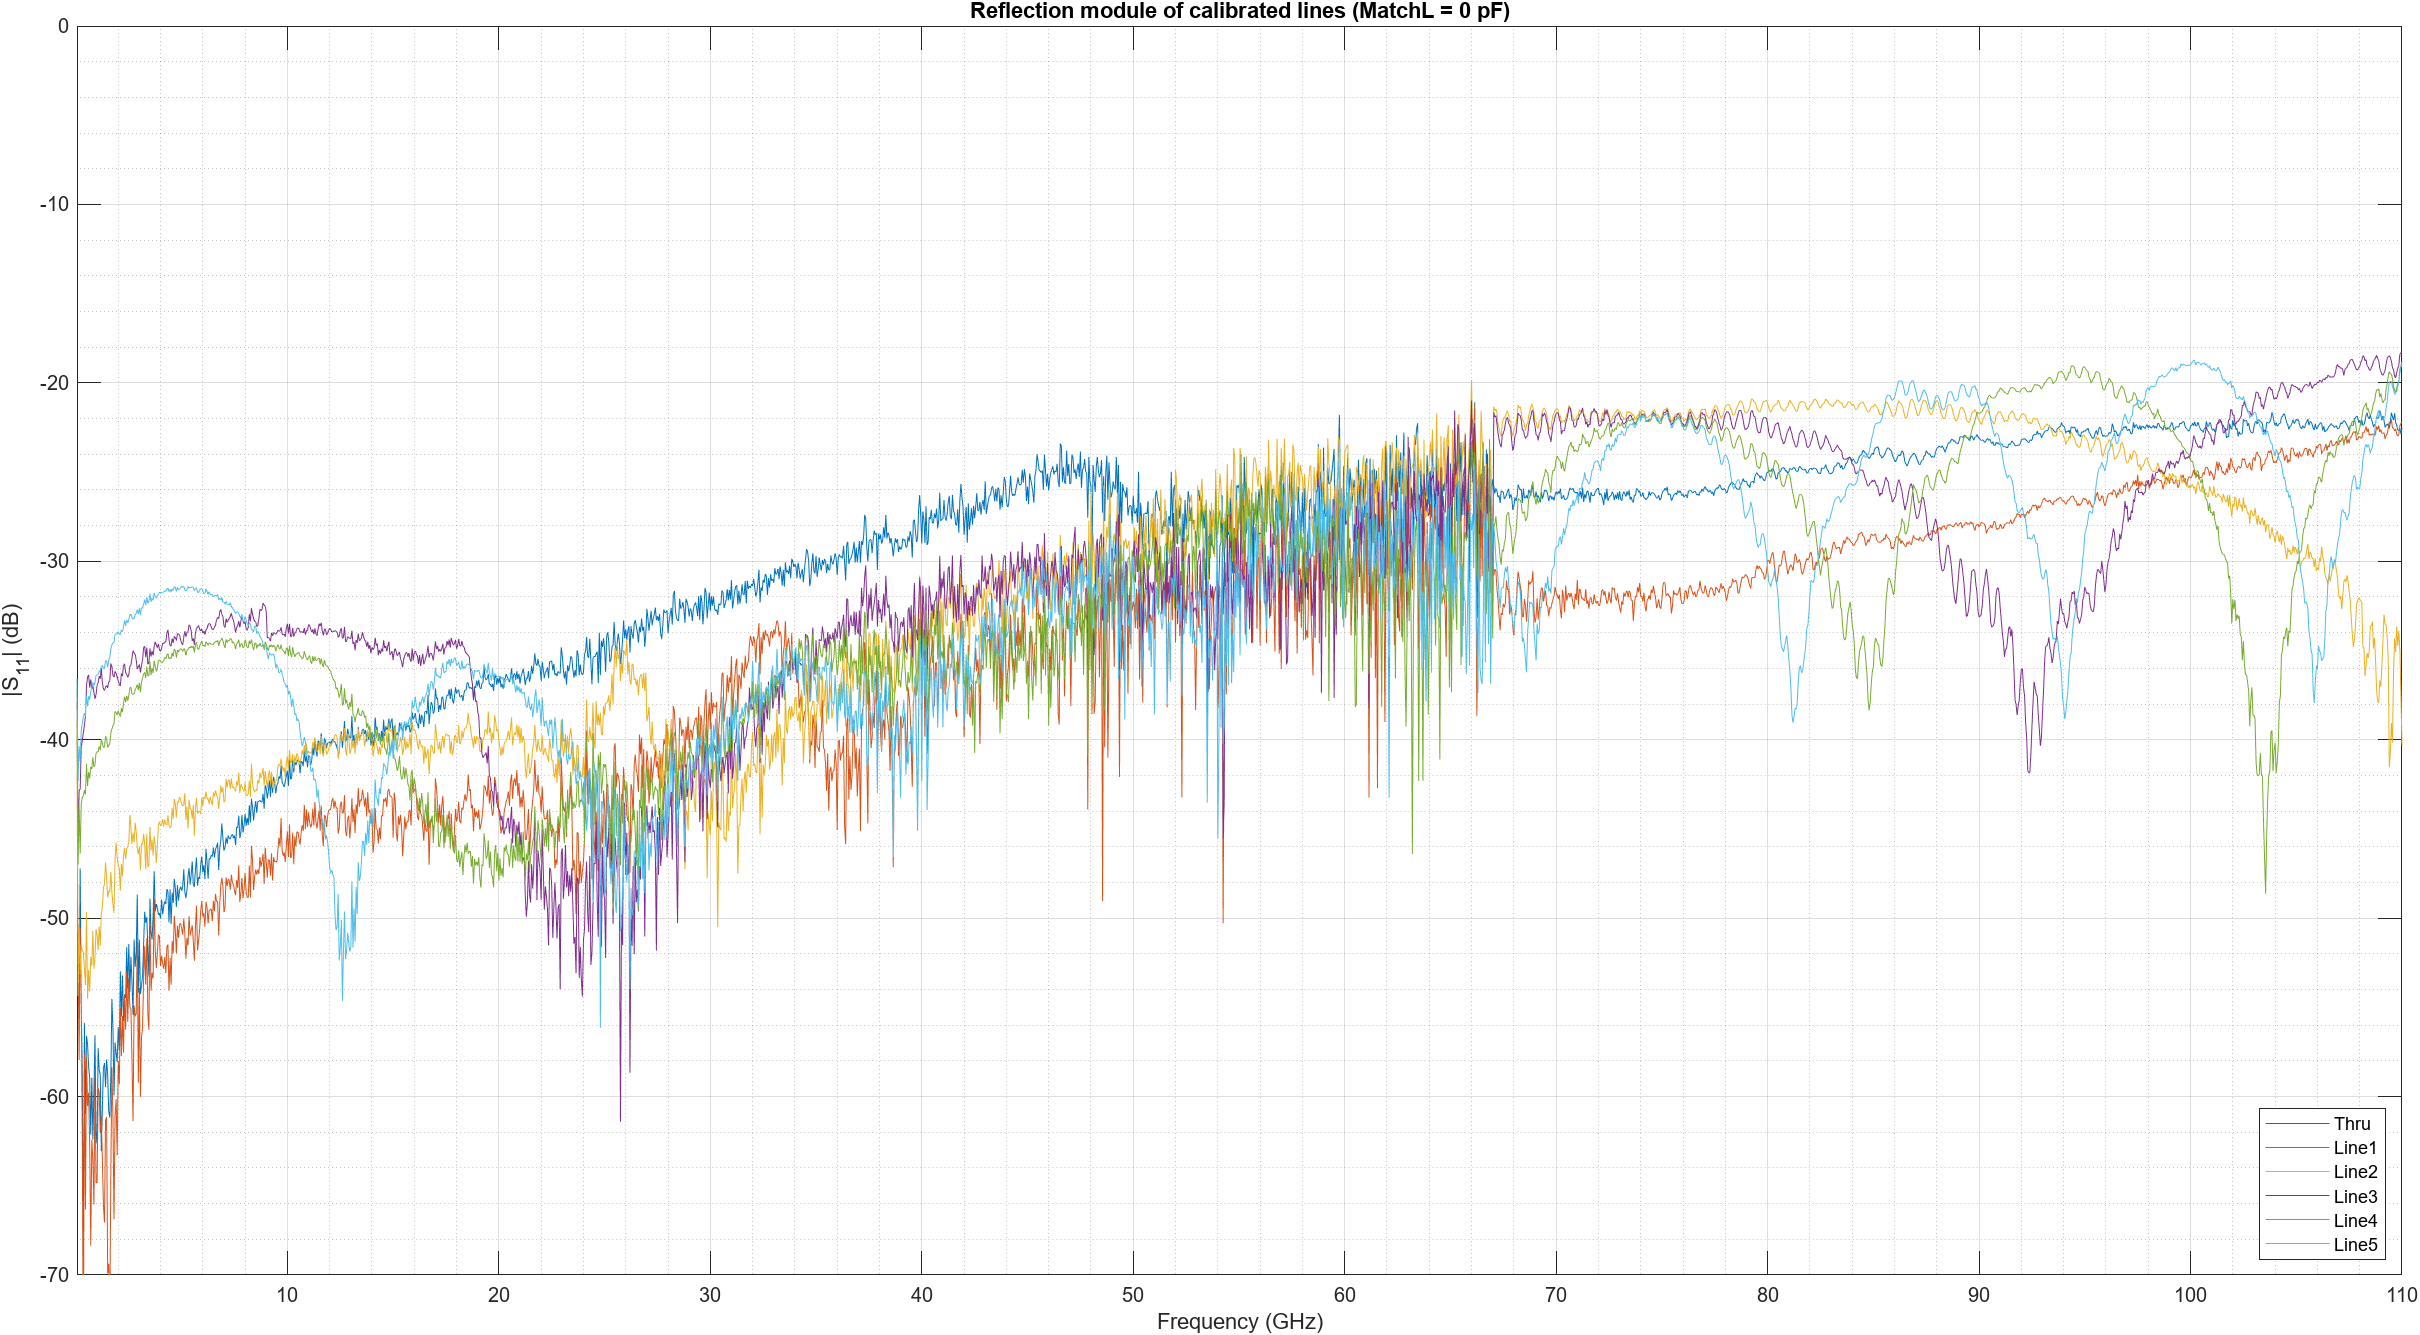 Reflection module of calibrated lines (MatchL = 0 pF)
0
-10
-20
-30
-40
-50
-60
-70
|S11| (dB)
10 20 30 40 50 60 70 80 90 100 110
Frequency (GHz)
Thru
Line1
Line2
Line3
Line4
Line5